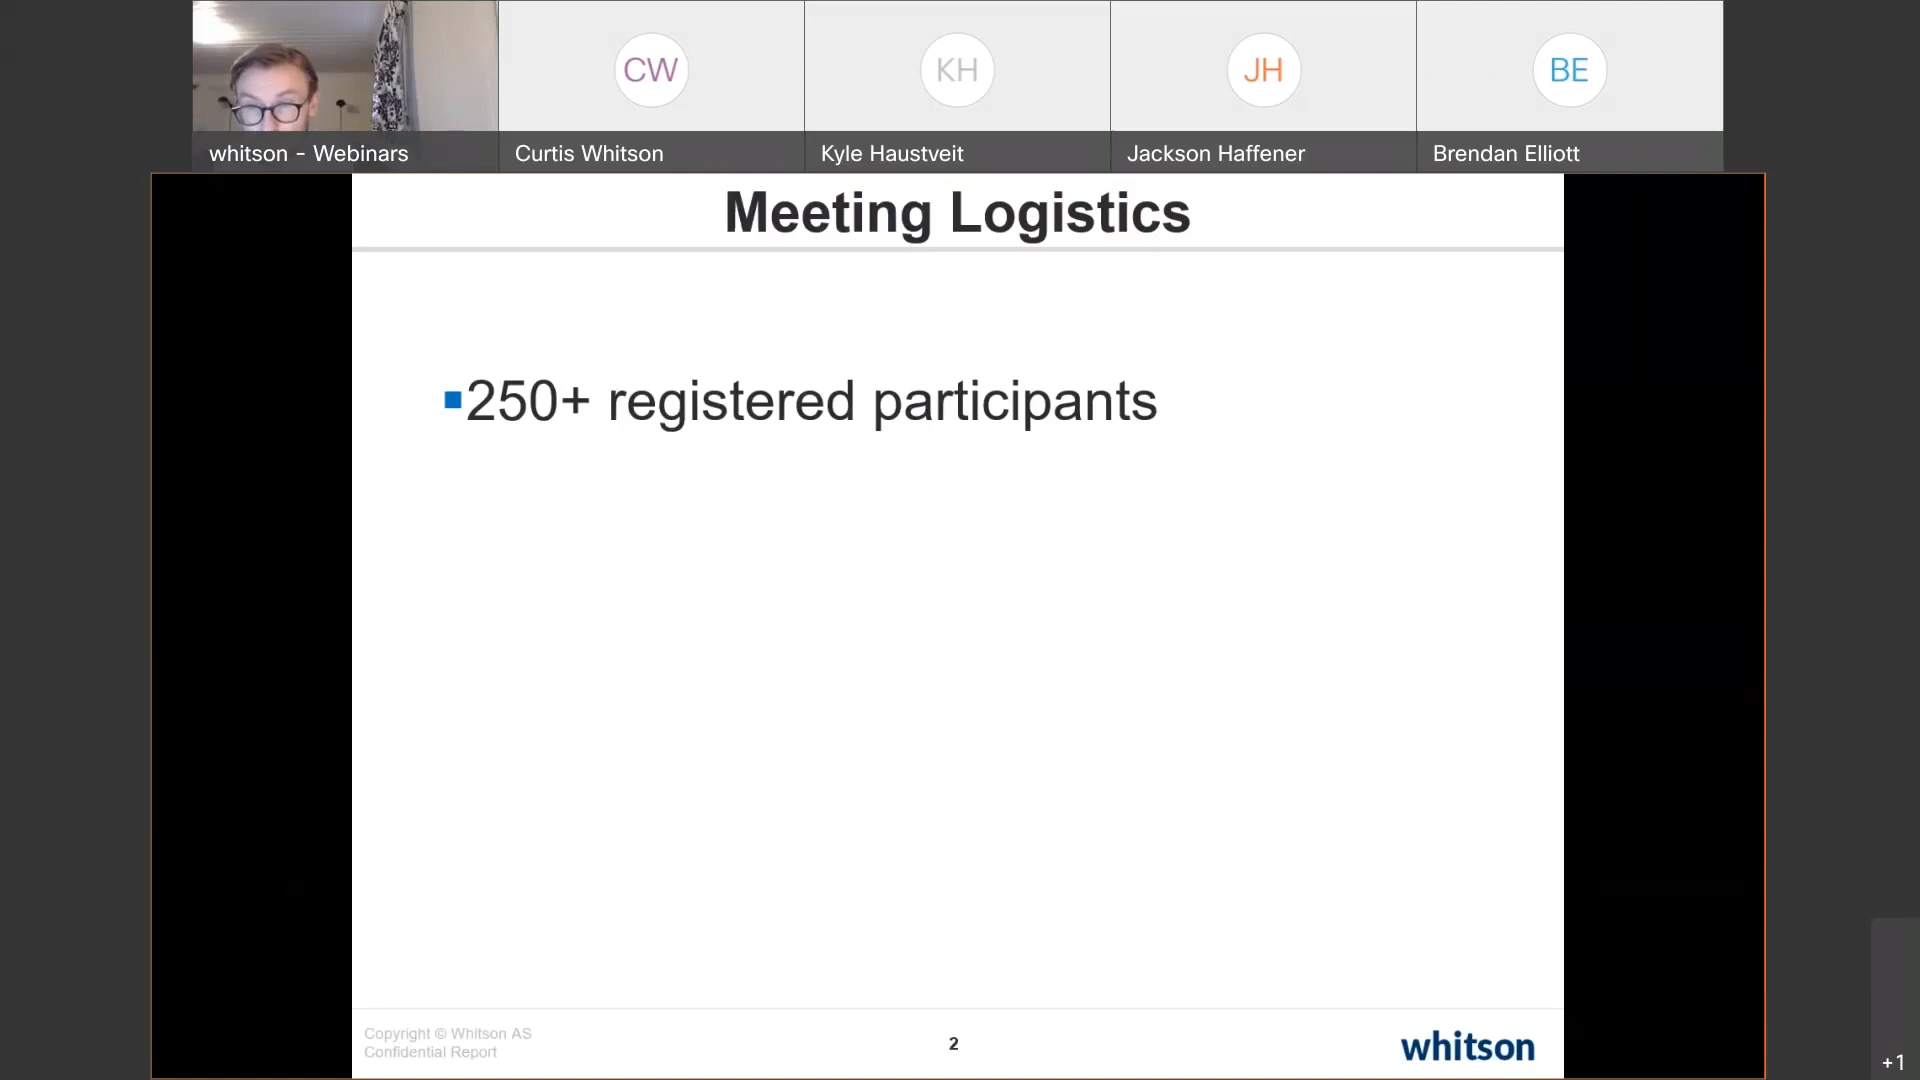 CW
KH
JH
BE
whitson - Webinars
Curtis Whitson
Kyle Haustveit
Jackson Haffener
Brendan Elliott
Meeting Logistics
250+ registered participants
Copyright © Whitson AS
Confidential Report
2
whitson
+1